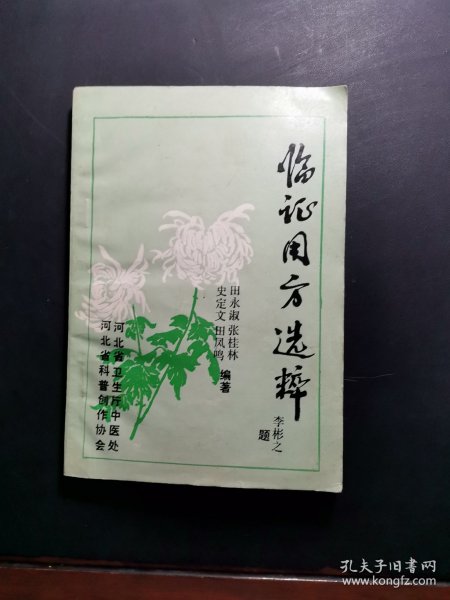 临证用方选粹
李彬之
题
田永淑 张桂林
史定文 田凤鸣
编著
河北省卫生厅中医处
河北省科普创作协会
孔夫子旧书网
www.kongfz.com